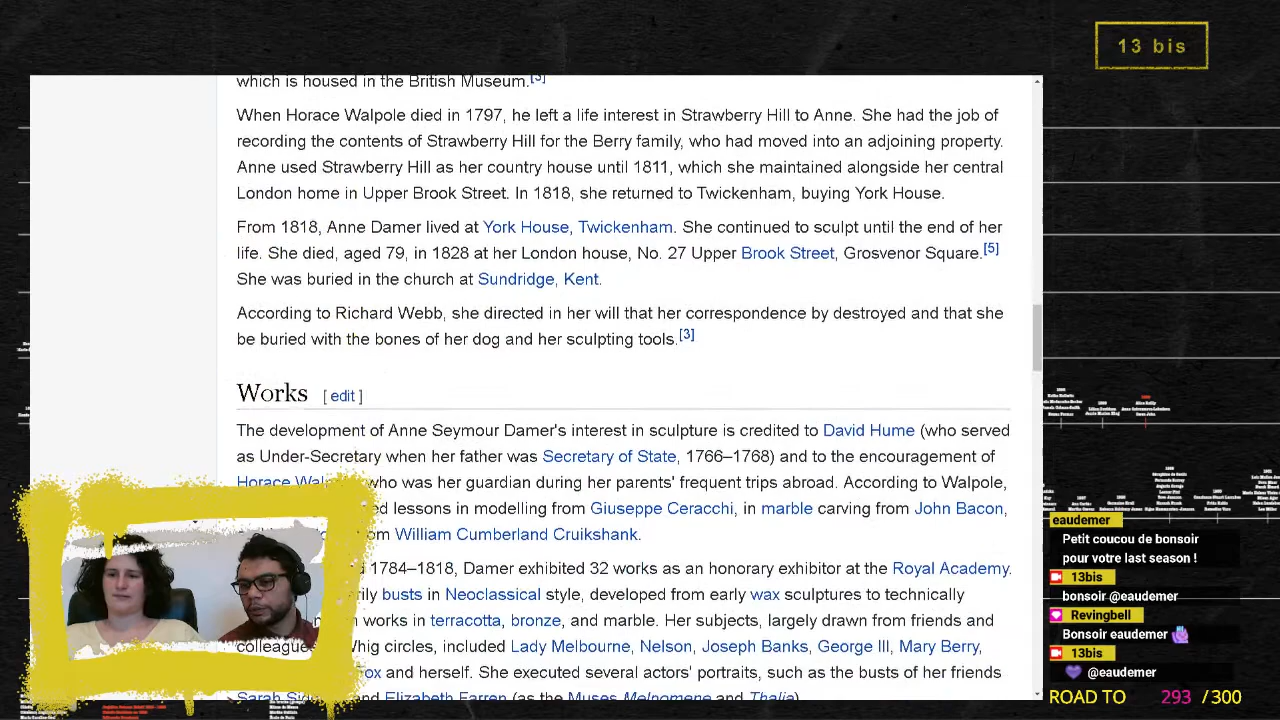 13 bis
which is housed in the British Museum.[3]
When Horace Walpole died in 1797, he left a life interest in Strawberry Hill to Anne. She had the job of
recording the contents of Strawberry Hill for the Berry family, who had moved into an adjoining property.
Anne used Strawberry Hill as her country house until 1811, which she maintained alongside her central
London home in Upper Brook Street. In 1818, she returned to Twickenham, buying York House.
From 1818, Anne Damer lived at York House, Twickenham. She continued to sculpt until the end of her
life. She died, aged 79, in 1828 at her London house, No. 27 Upper Brook Street, Grosvenor Square.[5]
She was buried in the church at Sundridge, Kent.
According to Richard Webb, she directed in her will that her correspondence by destroyed and that she
be buried with the bones of her dog and her sculpting tools.[3]
Works [ edit ]
The development of Anne Seymour Damer's interest in sculpture is credited to David Hume (who served
as Under-Secretary when her father was Secretary of State, 1766–1768) and to the encouragement of
Horace Wal who was her guardian during her parents' frequent trips abroad. According to Walpole,
lessons in modelling from Giuseppe Ceracchi, in marble carving from John Bacon,
William Cumberland Cruikshank.
1784–1818, Damer exhibited 32 works as an honorary exhibitor at the Royal Academy.
busts in Neoclassical style, developed from early wax sculptures to technically
terracotta, bronze, and marble. Her subjects, largely drawn from friends and
colleague Whig circles, included Lady Melbourne, Nelson, Joseph Banks, George III, Mary Berry,
and herself. She executed several actors' portraits, such as the busts of her friends
Sarah and Elizabeth Farren (as the Muses Melpomene and Thalia).
eaudemer
Petit coucou de bonsoir
pour votre last season !
13bis
bonsoir @eaudemer
Revingbell
Bonsoir eaudemer
13bis
@eaudemer
ROAD TO 293 / 300